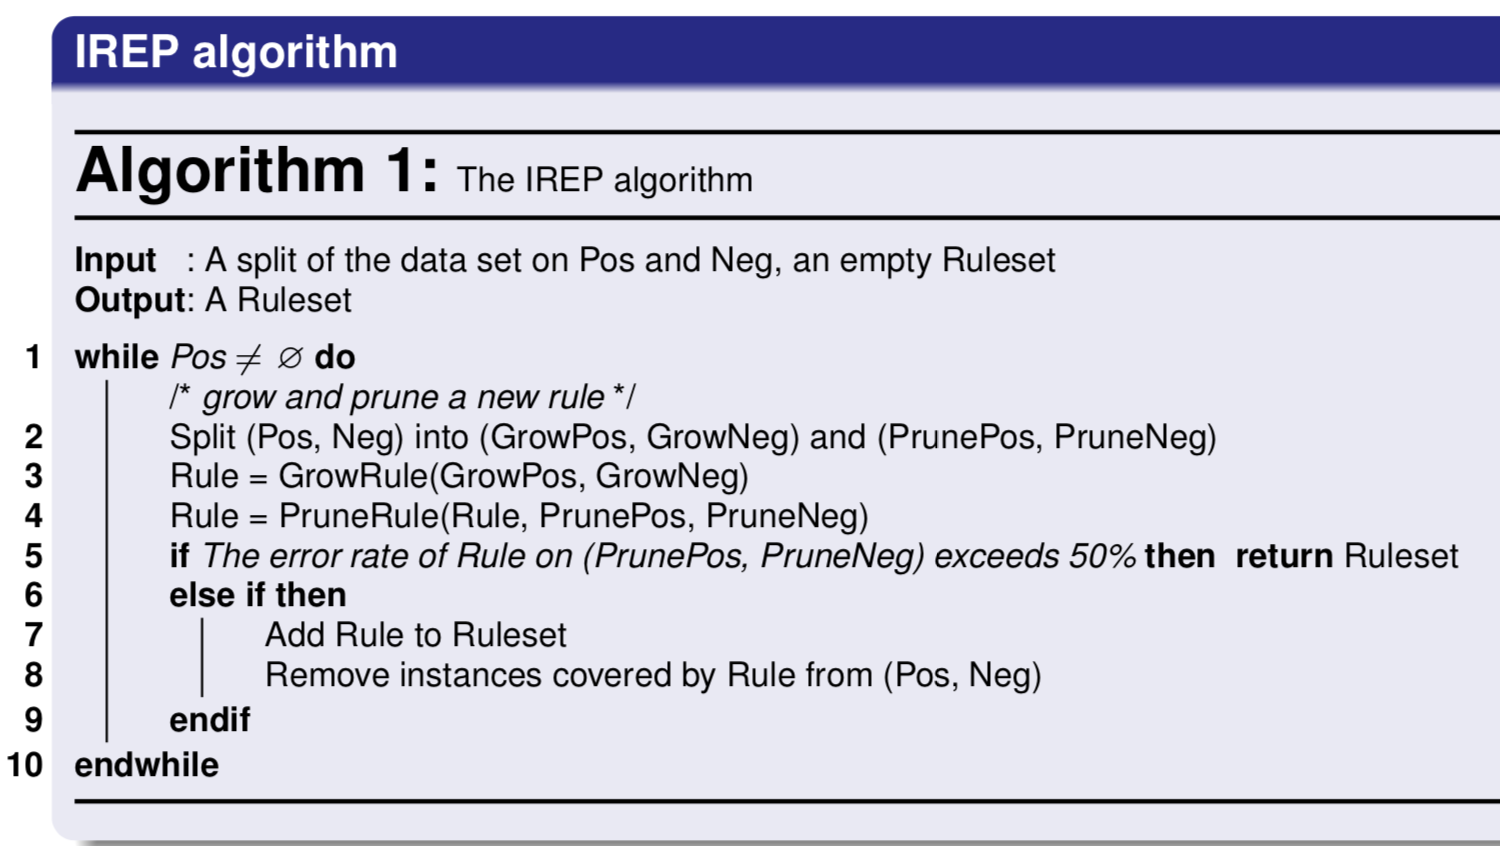 IREP algorithm
Algorithm 1: The IREP algorithm
Input : A split of the data set on Pos and Neg, an empty Ruleset
Output: A Ruleset
1 while Pos ≠ ∅ do
/* grow and prune a new rule */
2 Split (Pos, Neg) into (GrowPos, GrowNeg) and (PrunePos, PruneNeg)
3 Rule = GrowRule(GrowPos, GrowNeg)
4 Rule = PruneRule(Rule, PrunePos, PruneNeg)
5 if The error rate of Rule on (PrunePos, PruneNeg) exceeds 50% then return Ruleset
6 else if then
7 Add Rule to Ruleset
8 Remove instances covered by Rule from (Pos, Neg)
9 endif
10 endwhile